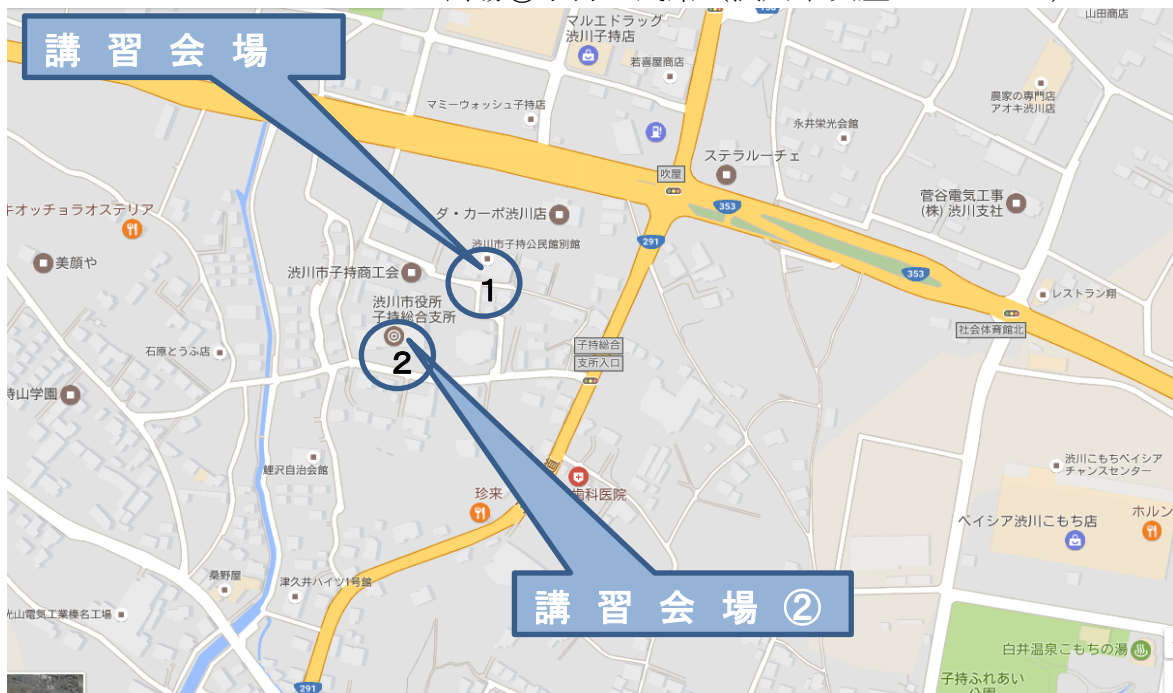 マルエドラッグ
渋川子持店
山田商店
講 習 会 場
若喜屋商店
農家の専門店
アオキ渋川店
マミーウォッシュ子持店
永井栄光会館
ステラルーチェ
吹屋
菅谷電気工事
(株) 渋川支社
353
キオッチョラオステリア
ダ・カーポ渋川店
291
渋川市子持公民館別館
美顔や
渋川市子持商工会
353
1
レストラン翔
渋川市役所
子持総合支所
社会体育館北
石原とうふ店
2
子持総合
支所入口
持山学園
鯉沢自治会館
渋川こもちベイシア
チャンスセンター
珍来
歯科医院
ベイシア渋川こもち店
ホルン
桑野屋
津久井ハイツ1号館
講 習 会 場 ②
光山電気工業榛名工場
白井温泉こもちの湯
子持ふれあい
公園
291